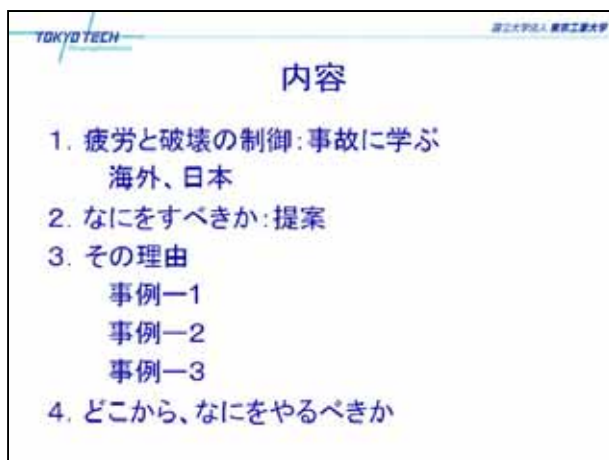 TOKYO TECH
国立大学法人 東京工業大学
内容
1. 疲労と破壊の制御:事故に学ぶ
海外、日本
2. なにをすべきか:提案
3. その理由
事例ー1
事例ー2
事例ー3
4. どこから、なにをやるべきか